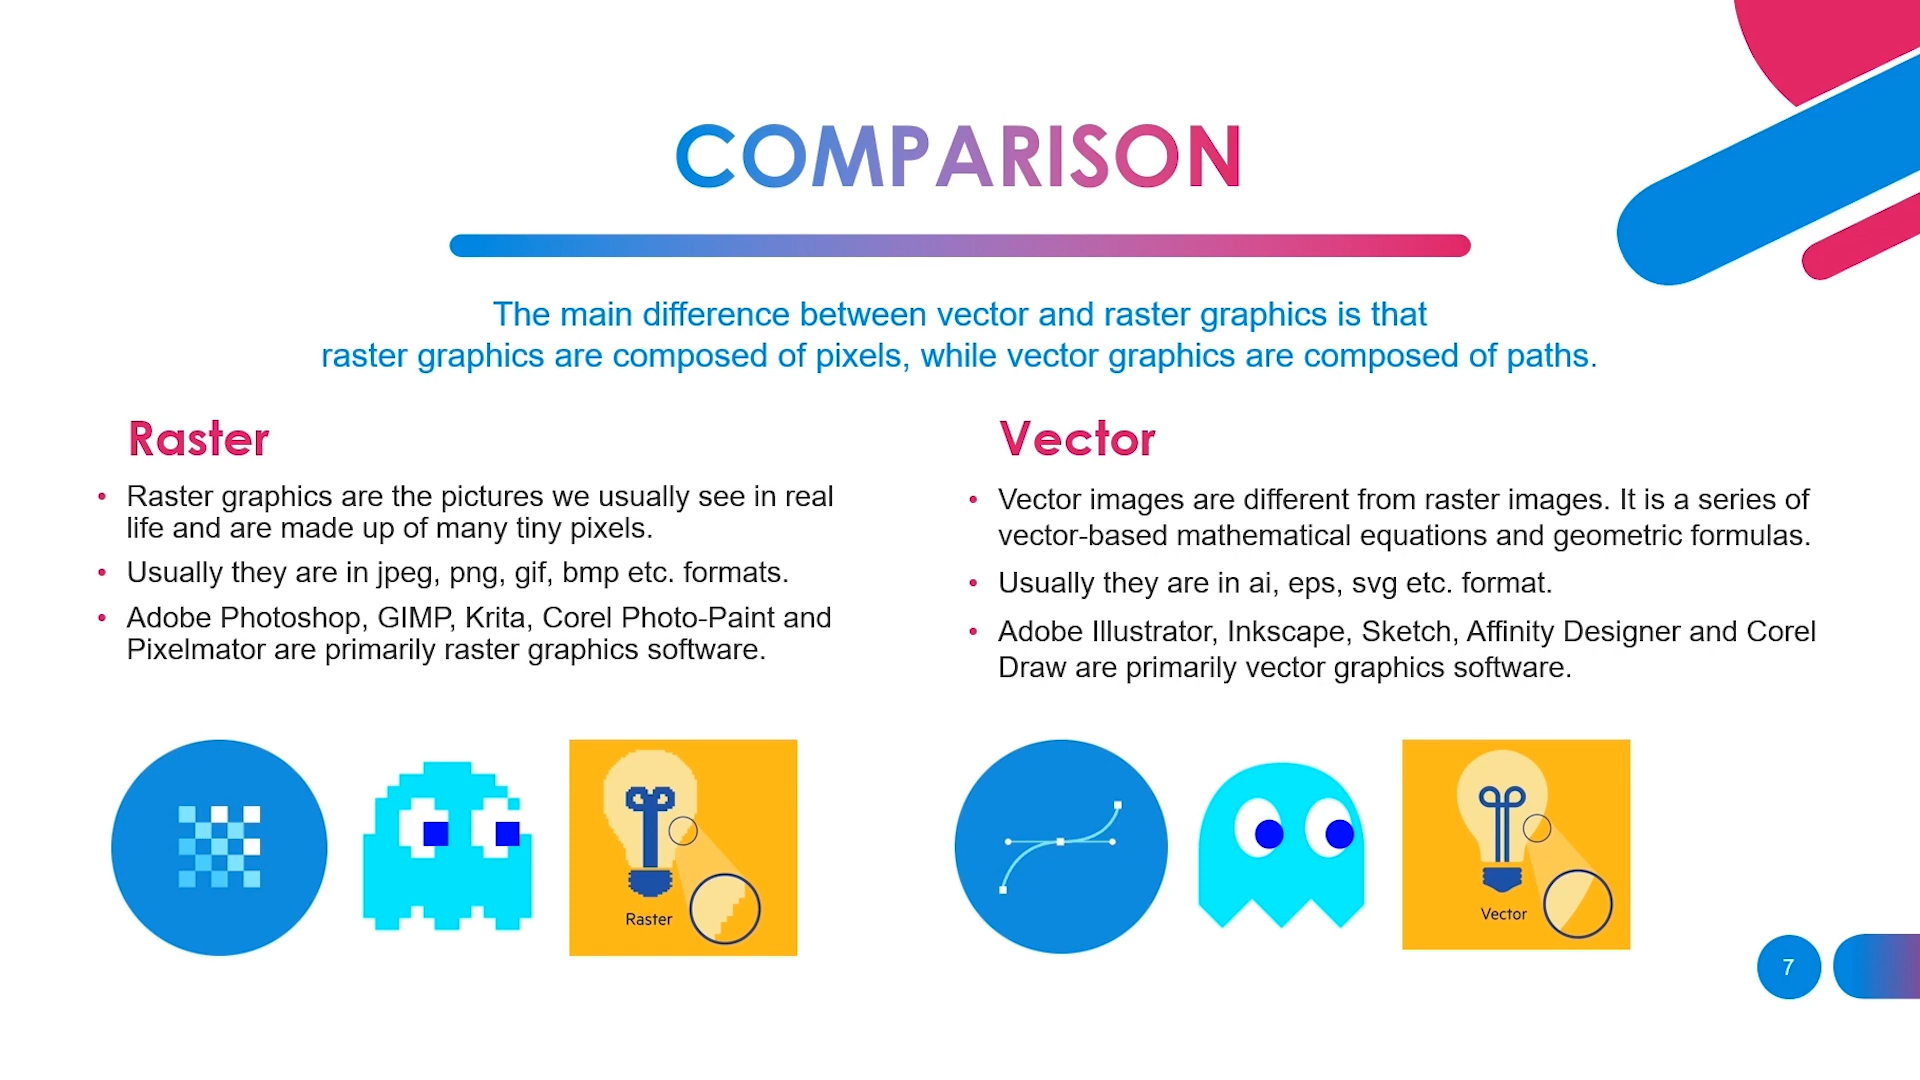 COMPARISON
The main difference between vector and raster graphics is that
raster graphics are composed of pixels, while vector graphics are composed of paths.
Raster
• Raster graphics are the pictures we usually see in real
life and are made up of many tiny pixels.
• Usually they are in jpeg, png, gif, bmp etc. formats.
• Adobe Photoshop, GIMP, Krita, Corel Photo-Paint and
Pixelmator are primarily raster graphics software.
Raster
Vector
• Vector images are different from raster images. It is a series of
vector-based mathematical equations and geometric formulas.
• Usually they are in ai, eps, svg etc. format.
• Adobe Illustrator, Inkscape, Sketch, Affinity Designer and Corel
Draw are primarily vector graphics software.
Vector
7